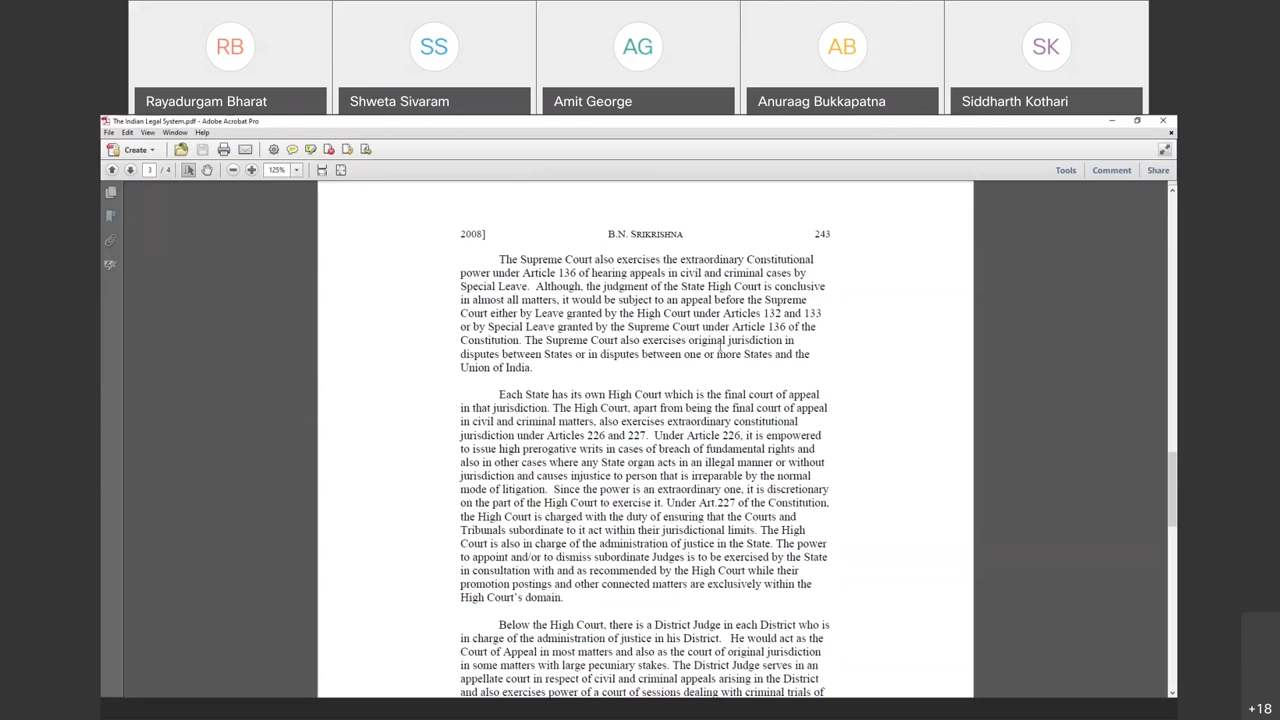 RB
SS
AG
AB
SK
Rayadurgam Bharat
Shweta Sivaram
Amit George
Anuraag Bukkapatna
Siddharth Kothari
The Indian Legal System.pdf - Adobe Acrobat Pro
File Edit View Window Help
Create
3 / 4
125%
Tools Comment Share
2008] B.N. SRIKRISHNA 243
The Supreme Court also exercises the extraordinary Constitutional
power under Article 136 of hearing appeals in civil and criminal cases by
Special Leave. Although, the judgment of the State High Court is conclusive
in almost all matters, it would be subject to an appeal before the Supreme
Court either by Leave granted by the High Court under Articles 132 and 133
or by Special Leave granted by the Supreme Court under Article 136 of the
Constitution. The Supreme Court also exercises original jurisdiction in
disputes between States or in disputes between one or more States and the
Union of India.
Each State has its own High Court which is the final court of appeal
in that jurisdiction. The High Court, apart from being the final court of appeal
in civil and criminal matters, also exercises extraordinary constitutional
jurisdiction under Articles 226 and 227. Under Article 226, it is empowered
to issue high prerogative writs in cases of breach of fundamental rights and
also in other cases where any State organ acts in an illegal manner or without
jurisdiction and causes injustice to person that is irreparable by the normal
mode of litigation. Since the power is an extraordinary one, it is discretionary
on the part of the High Court to exercise it. Under Art.227 of the Constitution,
the High Court is charged with the duty of ensuring that the Courts and
Tribunals subordinate to it act within their jurisdictional limits. The High
Court is also in charge of the administration of justice in the State. The power
to appoint and/or to dismiss subordinate Judges is to be exercised by the State
in consultation with and as recommended by the High Court while their
promotion postings and other connected matters are exclusively within the
High Court's domain.
Below the High Court, there is a District Judge in each District who is
in charge of the administration of justice in his District. He would act as the
Court of Appeal in most matters and also as the court of original jurisdiction
in some matters with large pecuniary stakes. The District Judge serves in an
appellate court in respect of civil and criminal appeals arising in the District
and also exercises power of a court of sessions dealing with criminal trials of
+18